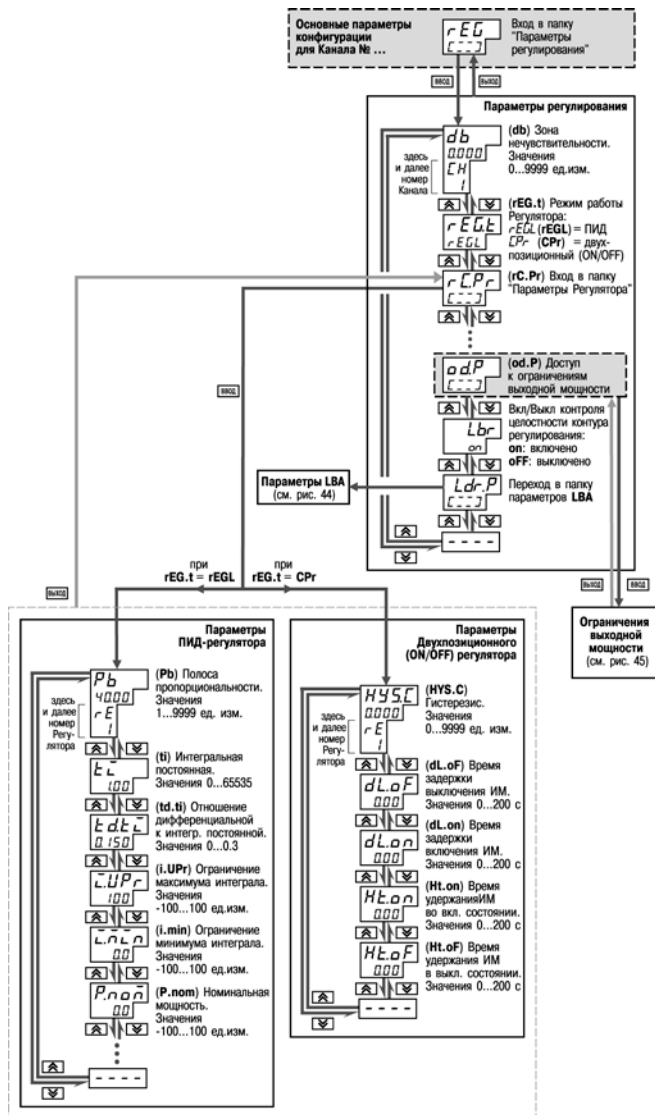 Основные параметры
конфигурации
для Канала № ...
rEG
[---]
Вход в папку
"Параметры
регулирования"
ввод
выход
Параметры регулирования
db
0.000
CH
1
здесь
и далее
номер
Канала
(db) Зона
нечувствительности.
Значения
0...9999 ед.изм.
rEG.t
rEGL
(rEG.t) Режим работы
Регулятора:
rEGL (rEGL) = ПИД
CPr (CPr) = двух-
позиционный (ON/OFF)
rC.Pr
[---]
(rC.Pr) Вход в папку
"Параметры Регулятора"
od.P
[---]
(od.P) Доступ
к ограничениям
выходной мощности
ввод
Lbr
on
Вкл/Выкл контроля
целостности контура
регулирования:
on: включено
oFF: выключено
Ldr.P
[---]
Переход в папку
параметров LBA
Параметры LBA
(см. рис. 44)
- - - -
при
rEG.t = rEGL
при
rEG.t = CPr
выход
выход
ввод
Ограничения
выходной
мощности
(см. рис. 45)
Параметры
ПИД-регулятора
Pb
40.00
rE
1
здесь
и далее
номер
Регу-
лятора
(Pb) Полоса
пропорциональности.
Значения
1...9999 ед. изм.
ti
1.00
(ti) Интегральная
постоянная.
Значения 0...65535
td.ti
0.150
(td.ti) Отношение
дифференциальной
к интегр. постоянной.
Значения 0...0.3
i.UPr
100
(i.UPr) Ограничение
максимума интеграла.
Значения
-100...100 ед.изм.
i.min
0.0
(i.min) Ограничение
минимума интеграла.
Значения
-100...100 ед.изм.
P.nom
0.0
(P.nom) Номинальная
мощность.
Значения
-100...100 ед.изм.
- - - -
Параметры
Двухпозиционного
(ON/OFF) регулятора
HYS.C
0.000
rE
1
здесь
и далее
номер
Регу-
лятора
(HYS.C)
Гистерезис.
Значения
0...9999 ед. изм.
dL.oF
0.00
(dL.oF) Время
задержки
выключения ИМ.
Значения 0...200 с
dL.on
0.00
(dL.on) Время
задержки
включения ИМ.
Значения 0...200 с
Ht.on
0.00
(Ht.on) Время
удержанияИМ
во вкл. состоянии.
Значения 0...200 с
Ht.oF
0.00
(Ht.oF) Время
удержания ИМ
в выкл. состоянии.
Значения 0...200 с
- - - -